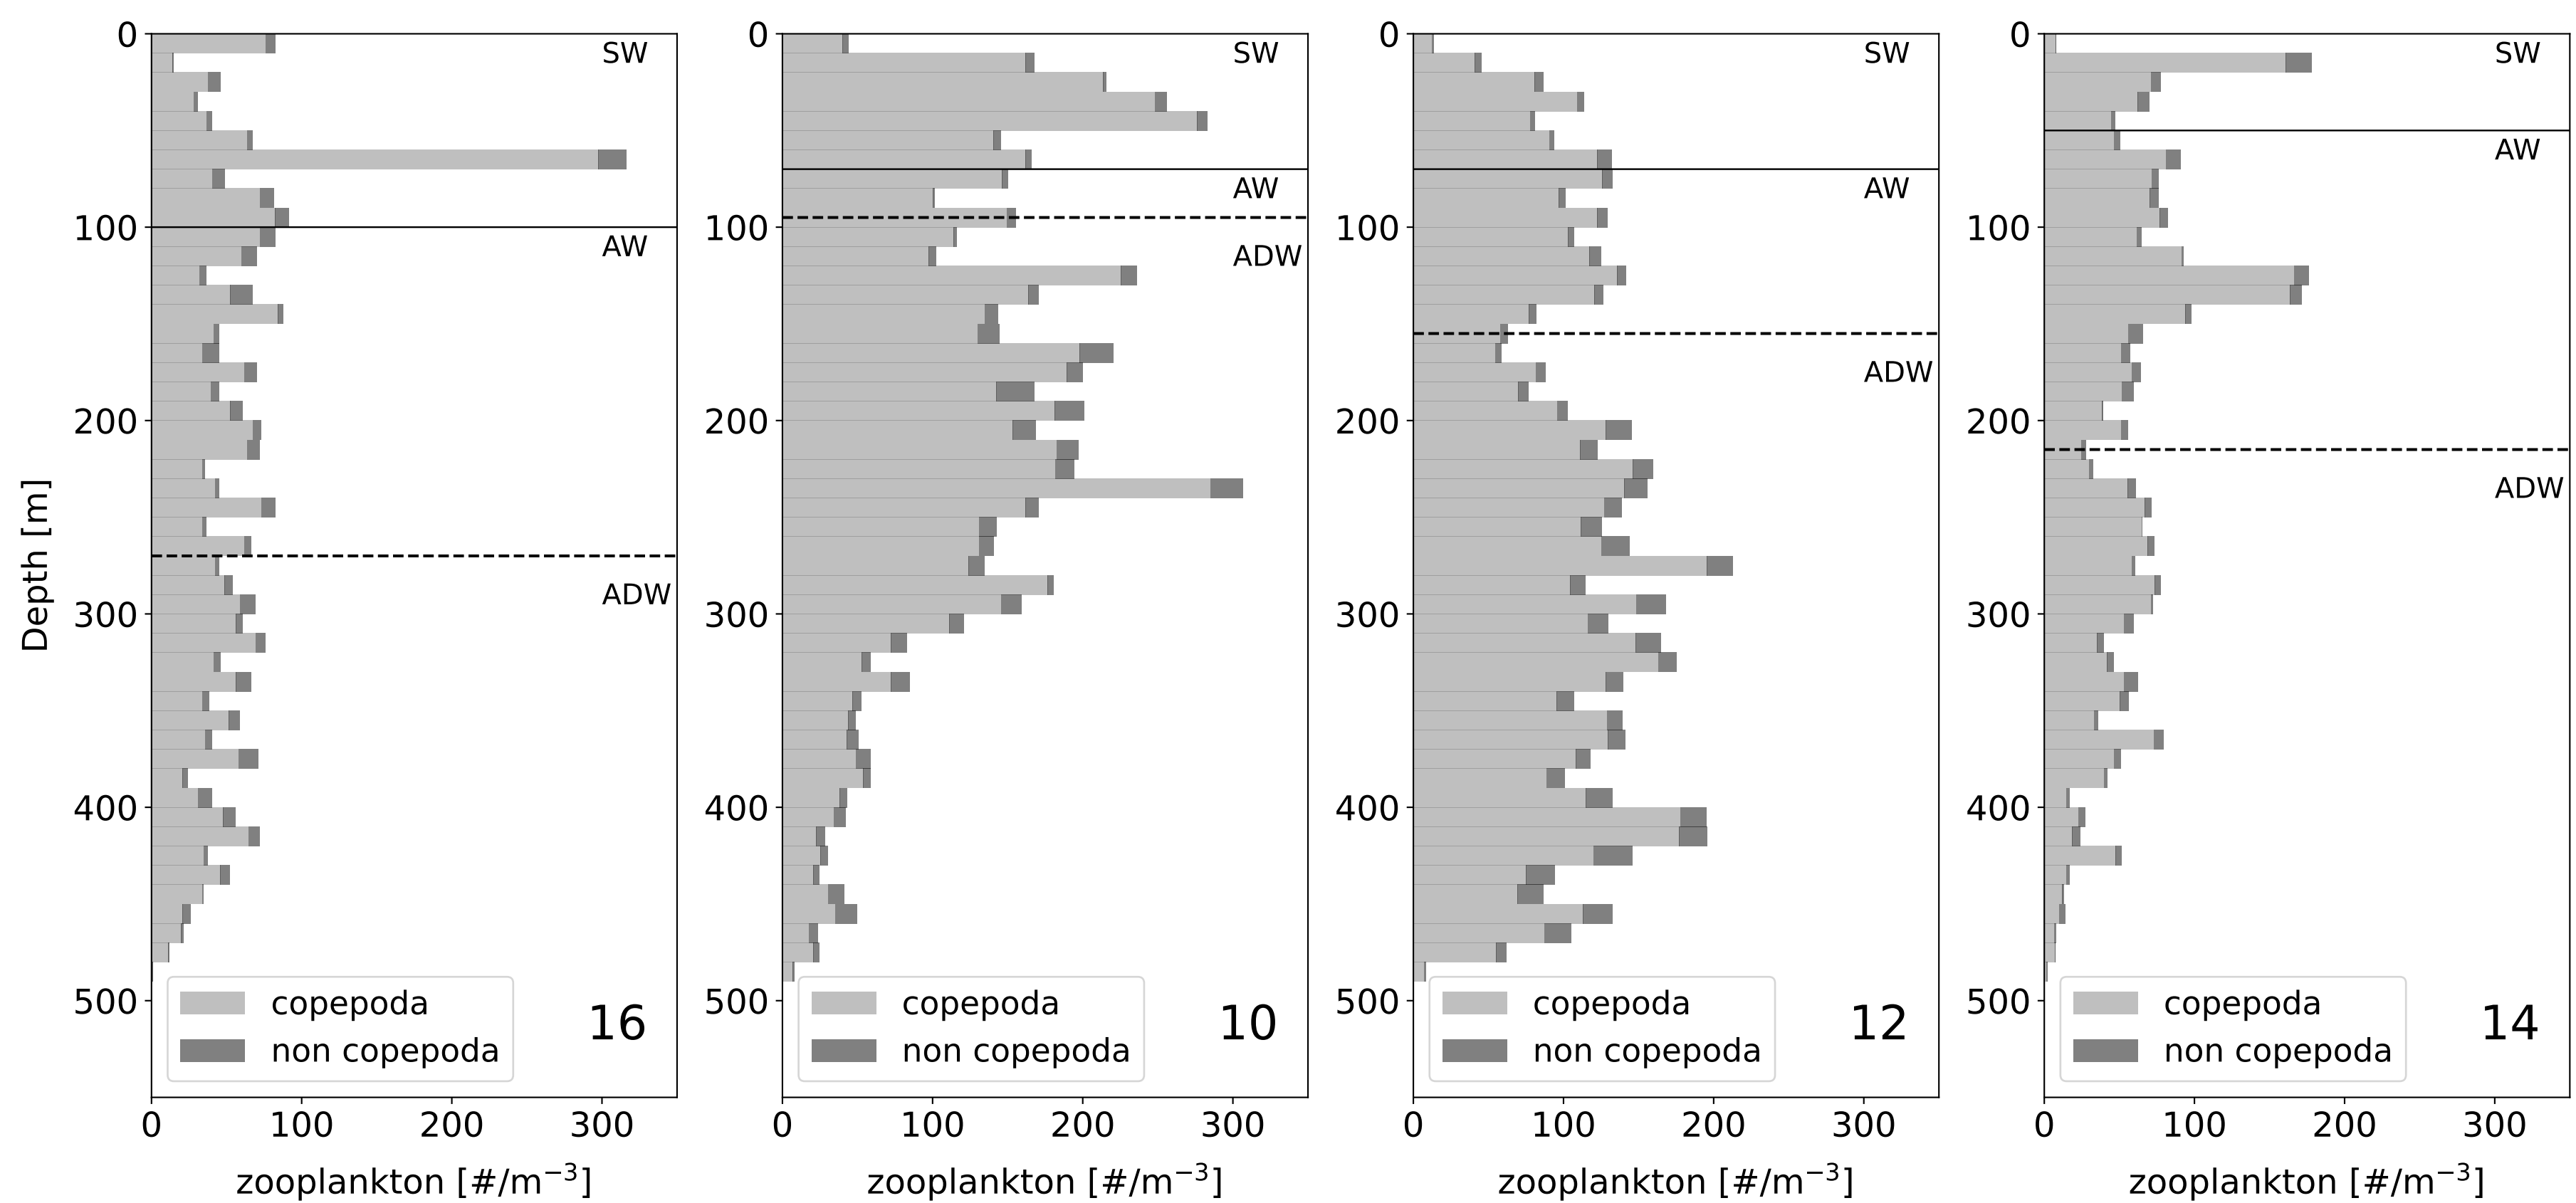 Depth [m]
0
100
200
300
400
500
SW
AW
ADW
copepoda
non copepoda
16
0 100 200 300
zooplankton [#/m⁻³]
0
100
200
300
400
500
SW
AW
ADW
copepoda
non copepoda
10
0 100 200 300
zooplankton [#/m⁻³]
0
100
200
300
400
500
SW
AW
ADW
copepoda
non copepoda
12
0 100 200 300
zooplankton [#/m⁻³]
0
100
200
300
400
500
SW
AW
ADW
copepoda
non copepoda
14
0 100 200 300
zooplankton [#/m⁻³]